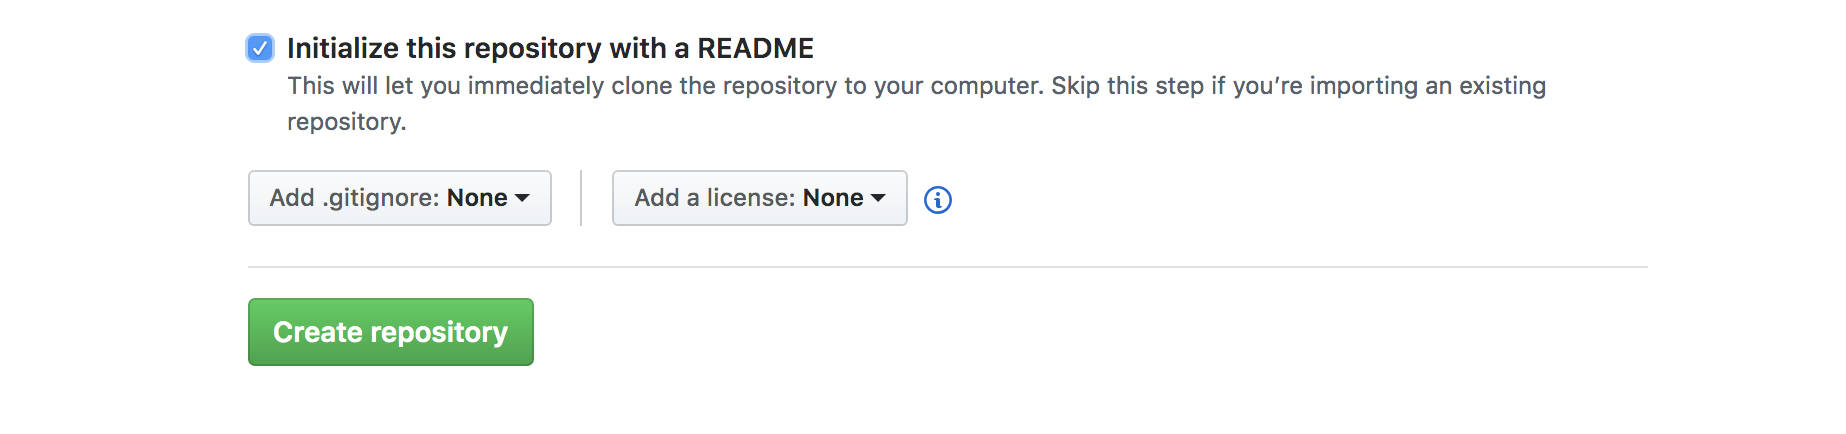 Initialize this repository with a README
This will let you immediately clone the repository to your computer. Skip this step if you’re importing an existing
repository.
Add .gitignore: None
Add a license: None
Create repository